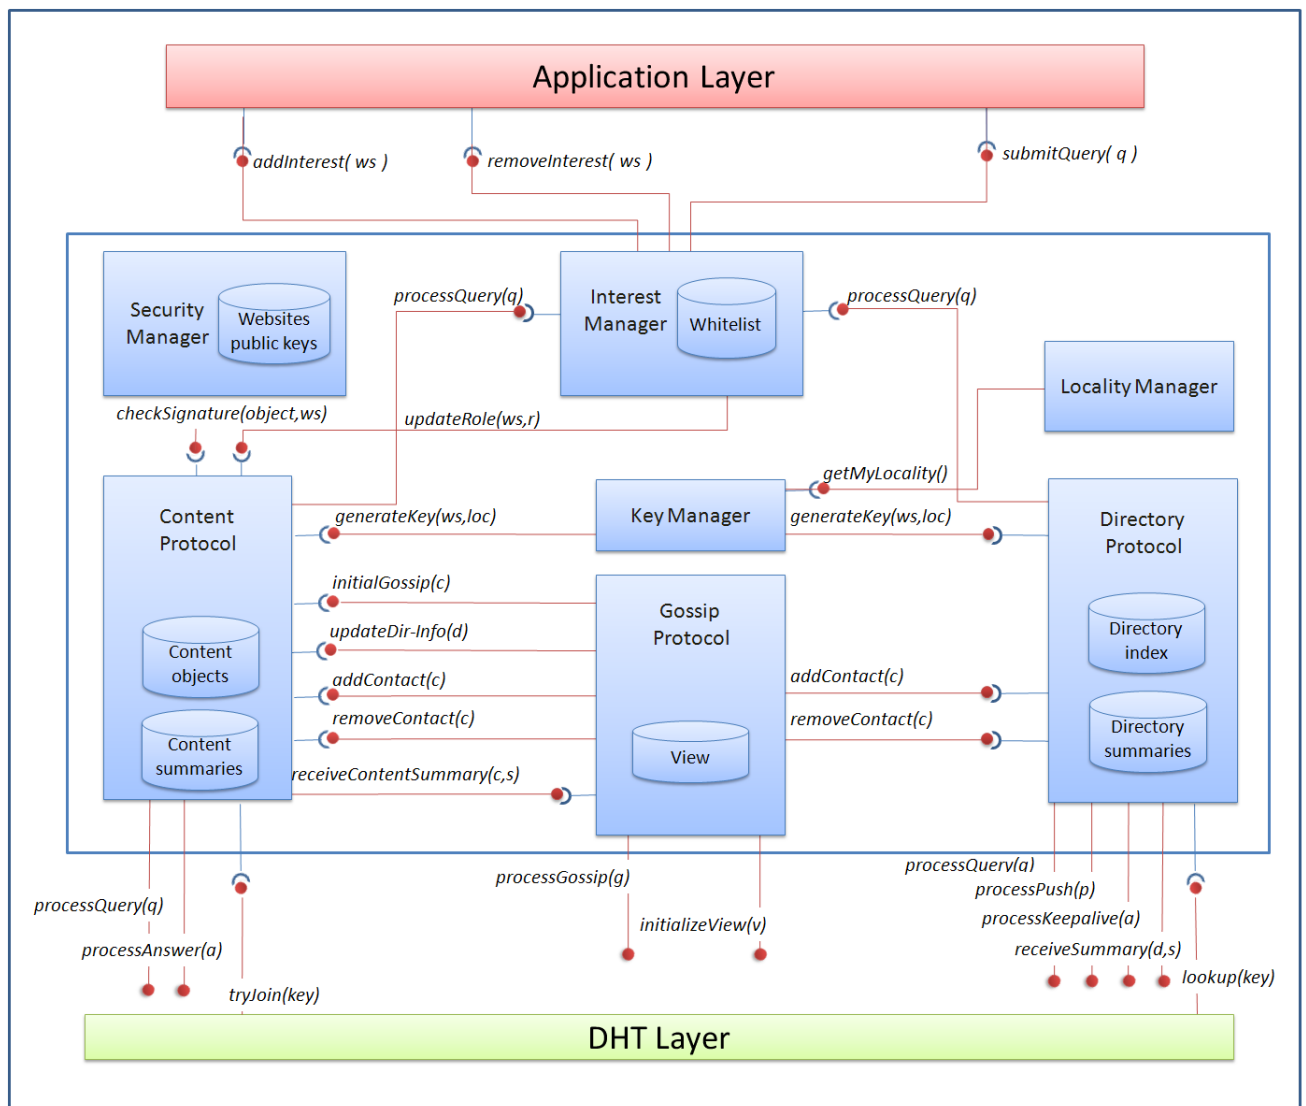 Application Layer
addInterest( ws )
removeInterest( ws )
submitQuery( q )
Security
Manager
Websites
public keys
processQuery(q)
Interest
Manager
Whitelist
processQuery(q)
Locality Manager
checkSignature(object,ws)
updateRole(ws,r)
getMyLocality()
Content
Protocol
generateKey(ws,loc)
Key Manager
generateKey(ws,loc)
Directory
Protocol
initialGossip(c)
Gossip
Protocol
updateDir-Info(d)
Content
objects
Directory
index
addContact(c)
addContact(c)
removeContact(c)
removeContact(c)
Content
summaries
View
Directory
summaries
receiveContentSummary(c,s)
processQuery(q)
processAnswer(a)
tryJoin(key)
processGossip(g)
initializeView(v)
processQuery(q)
processPush(p)
processKeepalive(a)
receiveSummary(d,s)
lookup(key)
DHT Layer